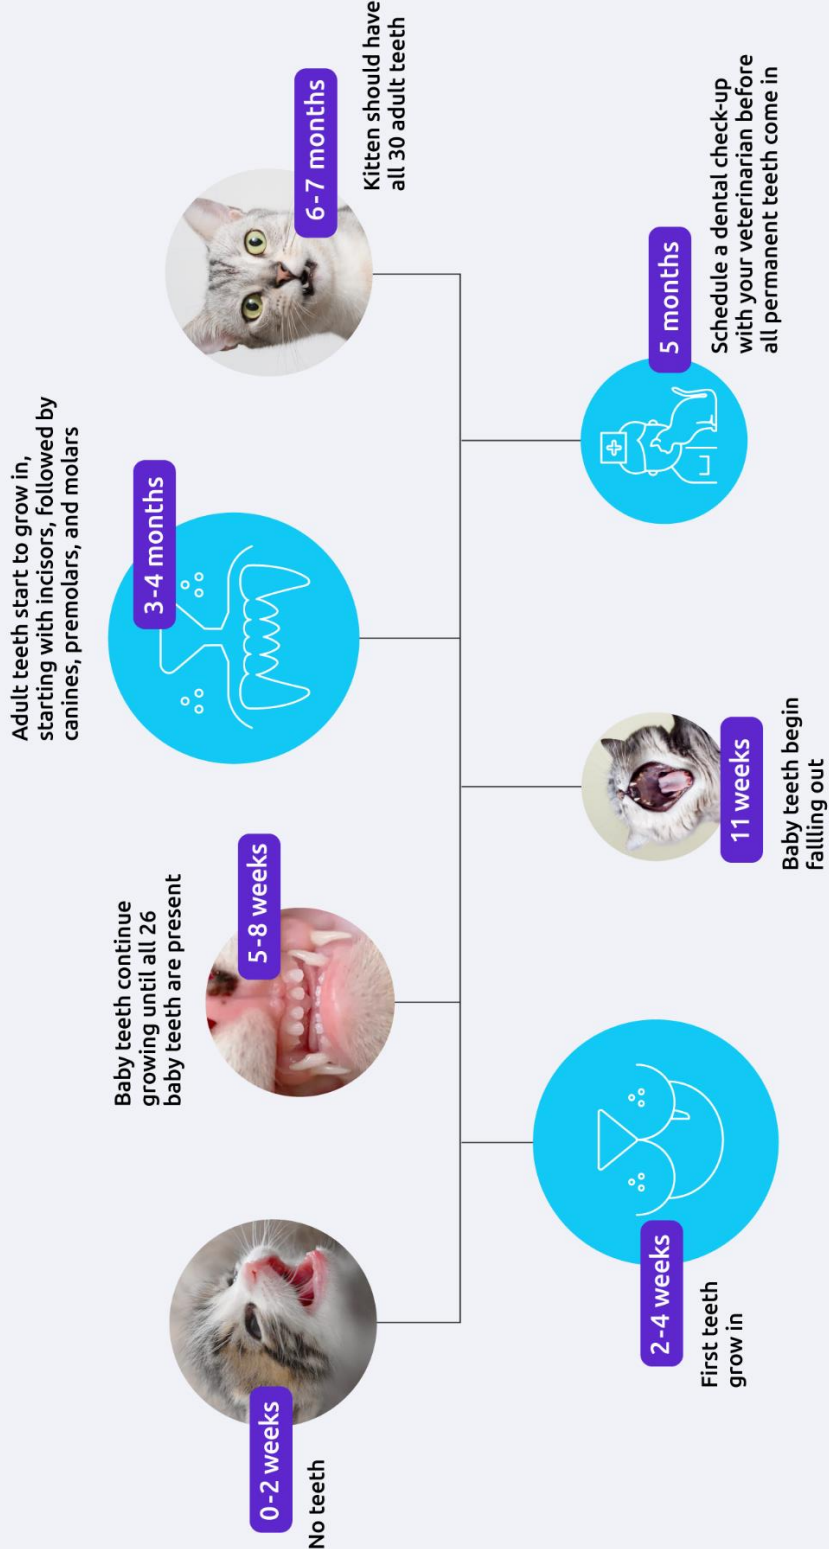 0-2 weeks
No teeth
2-4 weeks
First teeth
grow in
5-8 weeks
Baby teeth continue
growing until all 26
baby teeth are present
11 weeks
Baby teeth begin
fallling out
3-4 months
Adult teeth start to grow in,
starting with incisors, followed by
canines, premolars, and molars
5 months
Schedule a dental check-up
with your veterinarian before
all permanent teeth come in
6-7 months
Kitten should have
all 30 adult teeth